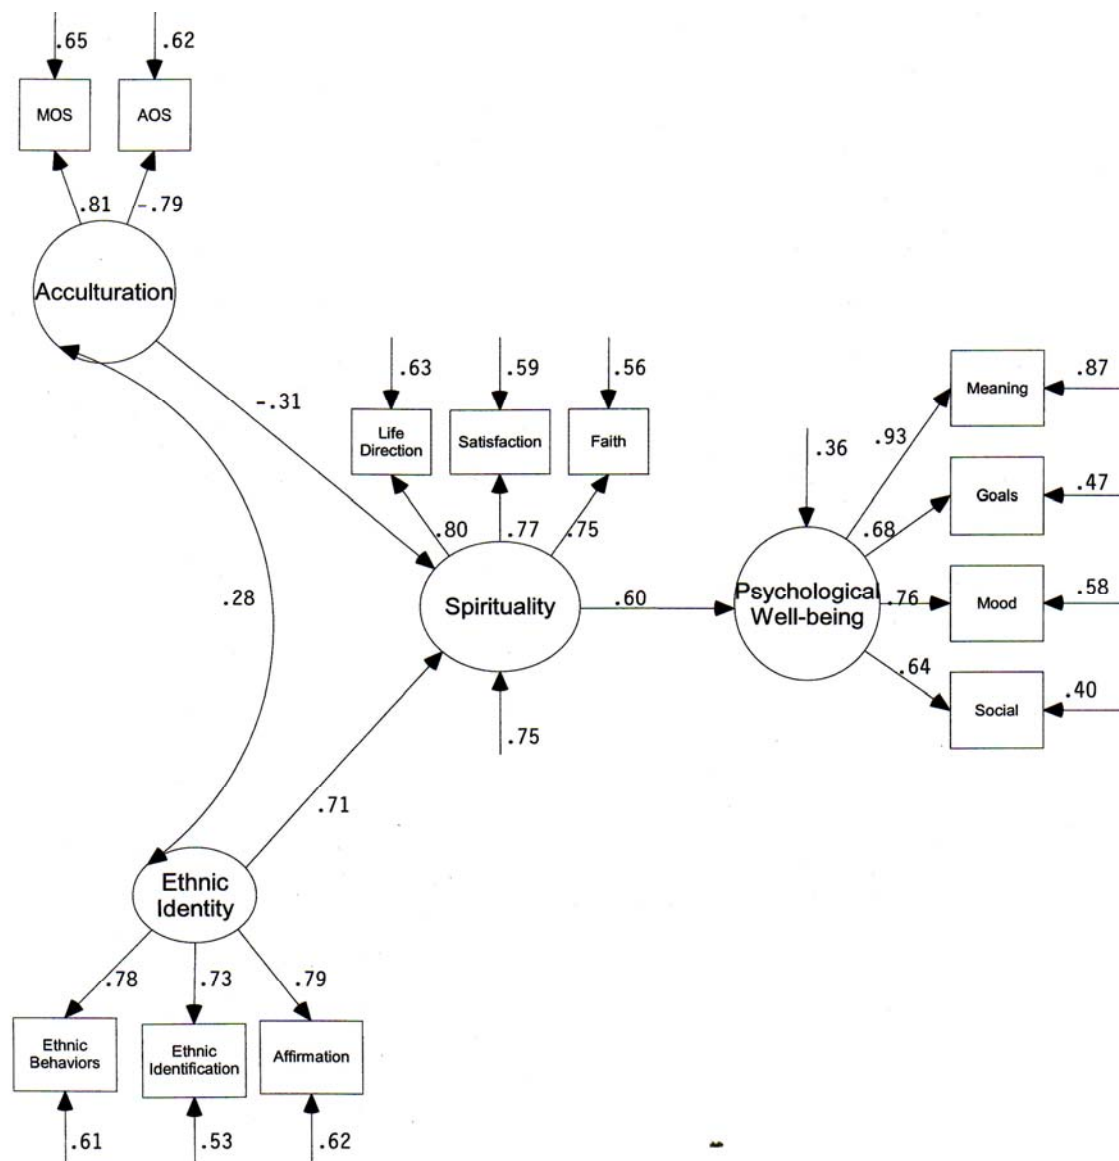 .65
.62
MOS
AOS
.81
-.79
Acculturation
-.31
.63
.59
.56
Life
Direction
Satisfaction
Faith
.80
.77
.75
Spirituality
.75
.60
.36
Psychological
Well-being
.93
.68
.76
.64
Meaning
.87
Goals
.47
Mood
.58
Social
.40
.28
.71
Ethnic
Identity
.78
.73
.79
Ethnic
Behaviors
Ethnic
Identification
Affirmation
.61
.53
.62